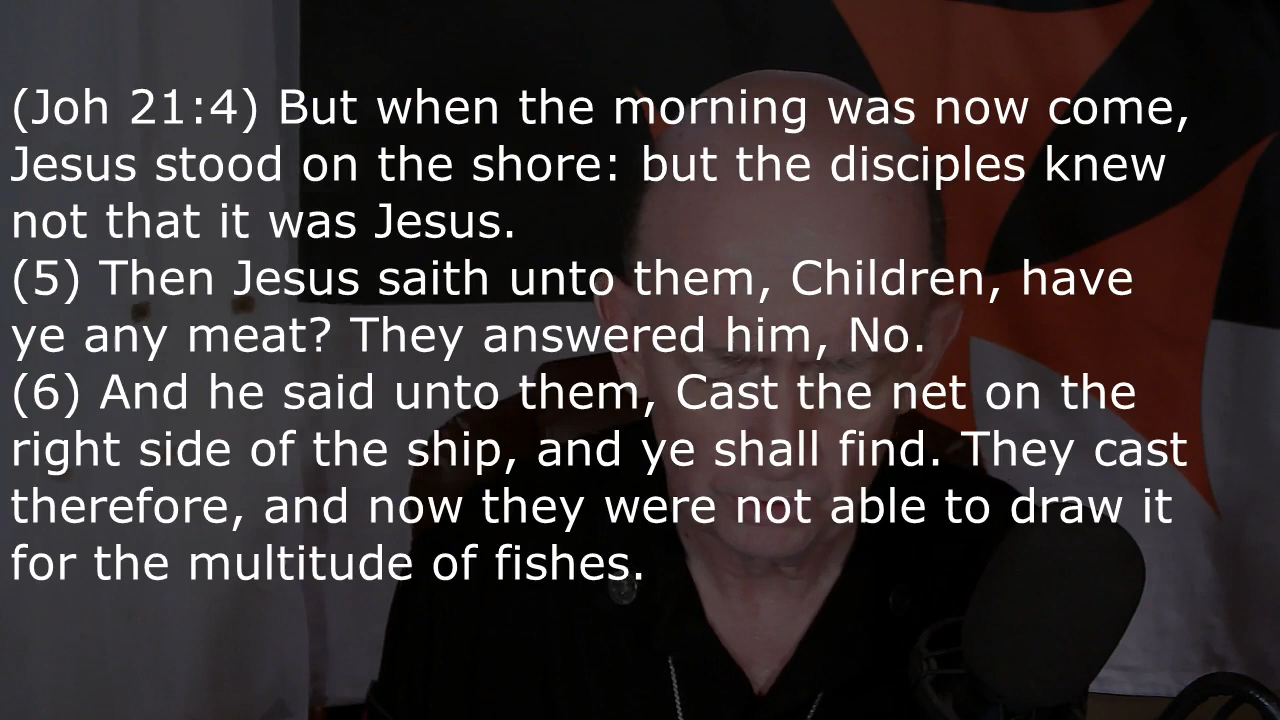 (Joh 21:4) But when the morning was now come,
Jesus stood on the shore: but the disciples knew
not that it was Jesus.
(5) Then Jesus saith unto them, Children, have
ye any meat? They answered him, No.
(6) And he said unto them, Cast the net on the
right side of the ship, and ye shall find. They cast
therefore, and now they were not able to draw it
for the multitude of fishes.